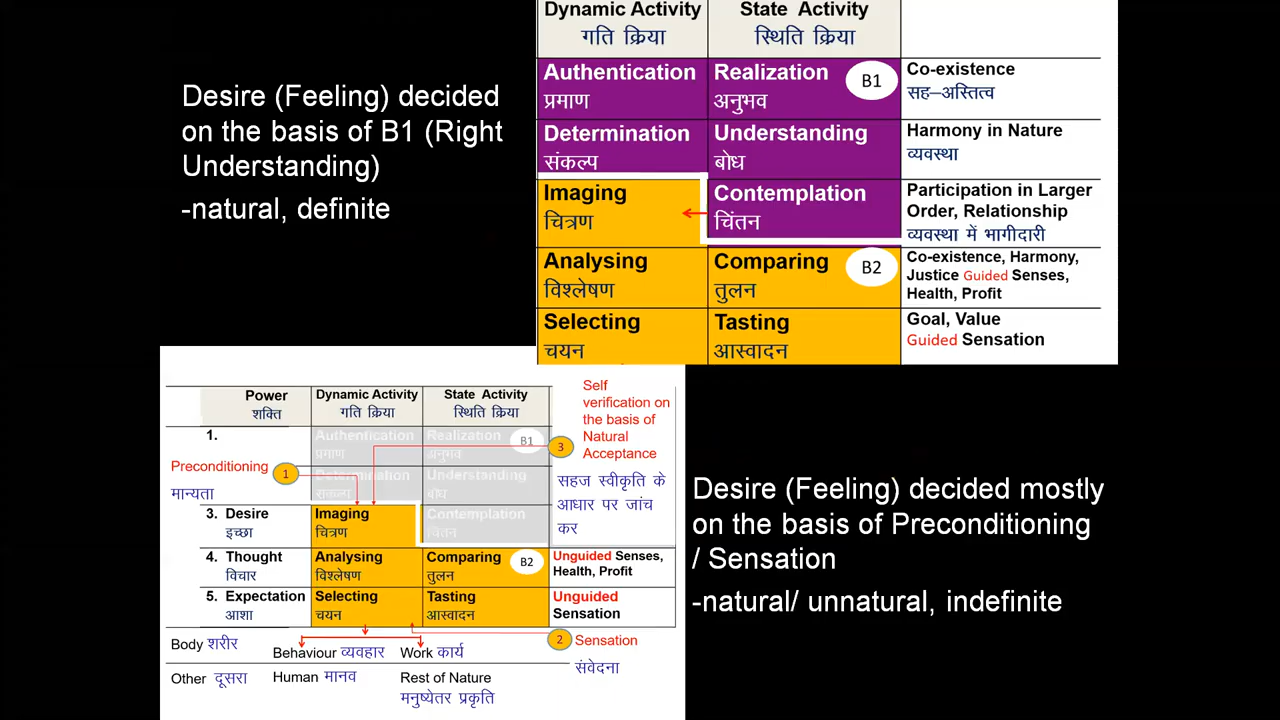 Desire (Feeling) decided
on the basis of B1 (Right
Understanding)
-natural, definite
Dynamic Activity State Activity
गति क्रिया स्थिति क्रिया
Authentication Realization B1 Co-existence
प्रमाण अनुभव सह–अस्तित्व
Determination Understanding Harmony in Nature
संकल्प बोध व्यवस्था
Imaging Contemplation Participation in Larger
Order, Relationship
चित्रण चिंतन व्यवस्था में भागीदारी
Analysing Comparing B2 Co-existence, Harmony,
Justice Guided Senses,
विश्लेषण तुलन Health, Profit
Selecting Tasting Goal, Value
चयन आस्वादन Guided Sensation
Power Dynamic Activity State Activity
शक्ति गति क्रिया स्थिति क्रिया
1. Authentication Realization B1
प्रमाण अनुभव
Determination Understanding
संकल्प बोध
Preconditioning 1
मान्यता
3 Self
verification on
the basis of
Natural
Acceptance
सहज स्वीकृति के
आधार पर जांच
कर
3. Desire Imaging Contemplation
इच्छा चित्रण चिंतन
4. Thought Analysing Comparing B2 Unguided Senses,
विचार विश्लेषण तुलन Health, Profit
5. Expectation Selecting Tasting Unguided
आशा चयन आस्वादन Sensation
Body शरीर Behaviour व्यवहार Work कार्य 2 Sensation
संवेदना
Other दूसरा Human मानव Rest of Nature
मनुष्येतर प्रकृति
Desire (Feeling) decided mostly
on the basis of Preconditioning
/ Sensation
-natural/ unnatural, indefinite